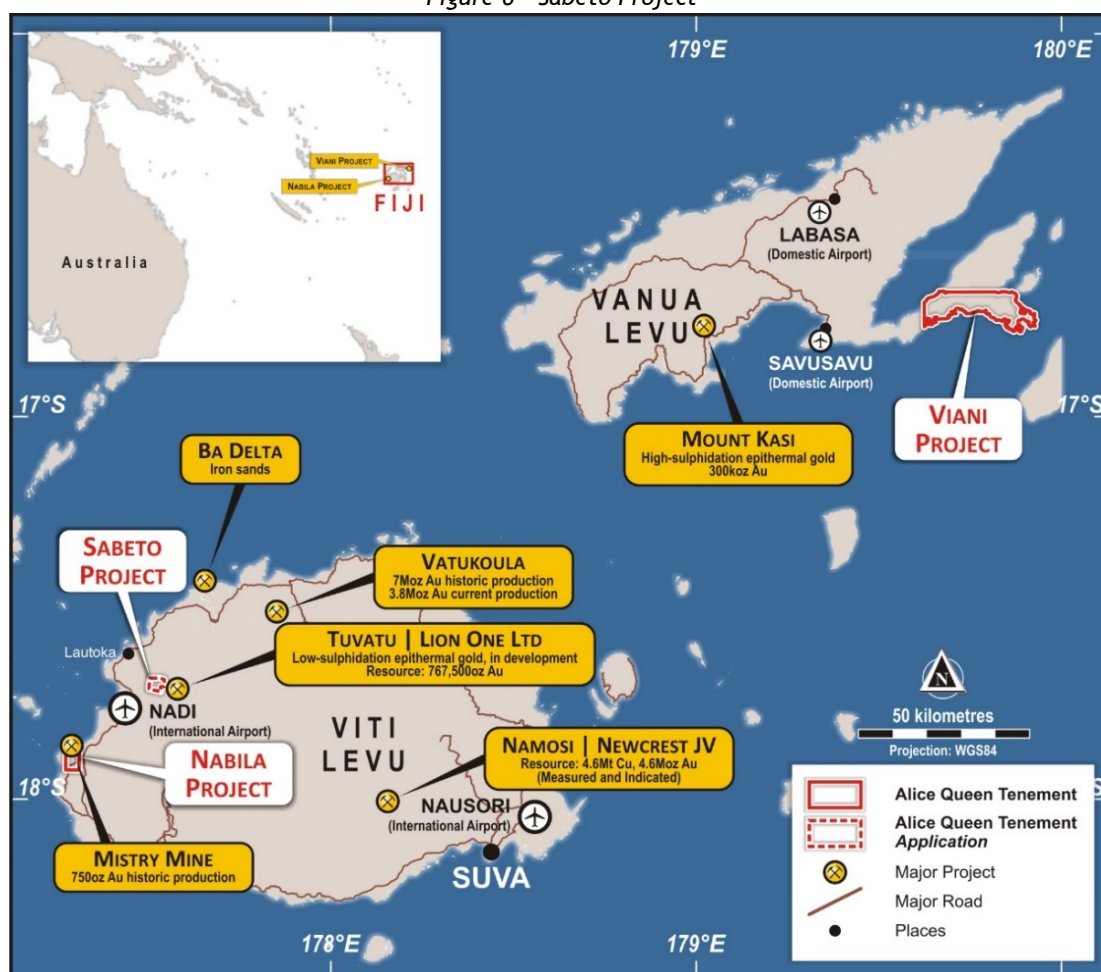 Figure 6 – Sabeto Project
179°E
180°E
VIANI PROJECT
NABILA PROJECT
FIJI
Australia
LABASA
(Domestic Airport)
VANUA
LEVU
SAVUSAVU
(Domestic Airport)
17°S
17°S
VIANI
PROJECT
MOUNT KASI
High-sulphidation epithermal gold
300koz Au
BA DELTA
Iron sands
SABETO
PROJECT
VATUKOULA
7Moz Au historic production
3.8Moz Au current production
TUVATU | LION ONE LTD
Low-sulphidation epithermal gold, in development
Resource: 767,500oz Au
Lautoka
NADI
(International Airport)
VITI
LEVU
NABILA
PROJECT
NAMOSI | NEWCREST JV
Resource: 4.6Mt Cu, 4.6Moz Au
(Measured and Indicated)
18°S
NAUSORI
(International Airport)
MISTRY MINE
750oz Au historic production
SUVA
N
50 kilometres
Projection: WGS84
18°S
Alice Queen Tenement
Alice Queen Tenement
Application
Major Project
Major Road
Places
178°E
179°E